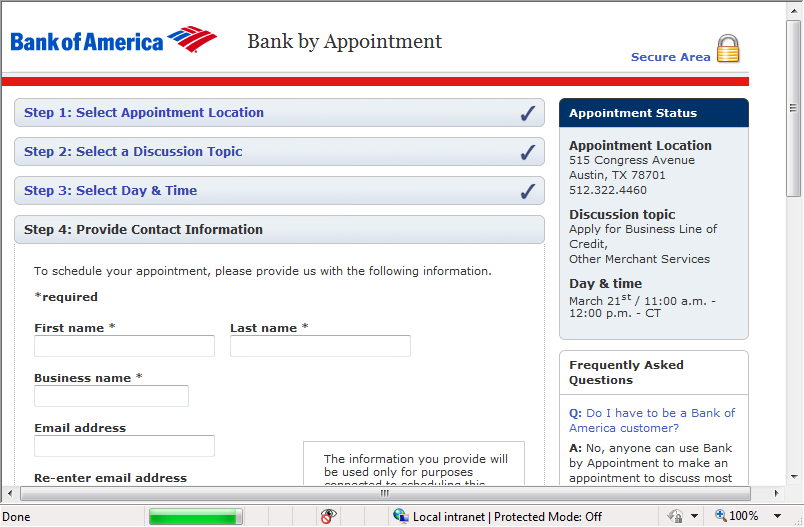 Bank of America
Bank by Appointment
Secure Area
Step 1: Select Appointment Location
Step 2: Select a Discussion Topic
Step 3: Select Day & Time
Step 4: Provide Contact Information
To schedule your appointment, please provide us with the following information.
*required
First name *
Last name *
Business name *
Email address
Re-enter email address
The information you provide will
be used only for purposes
connected to scheduling this
Appointment Status
Appointment Location
515 Congress Avenue
Austin, TX 78701
512.322.4460
Discussion topic
Apply for Business Line of
Credit,
Other Merchant Services
Day & time
March 21st / 11:00 a.m. -
12:00 p.m. - CT
Frequently Asked
Questions
Q: Do I have to be a Bank of
America customer?
A: No, anyone can use Bank
by Appointment to make an
appointment to discuss most
Done
Local intranet | Protected Mode: Off
100%